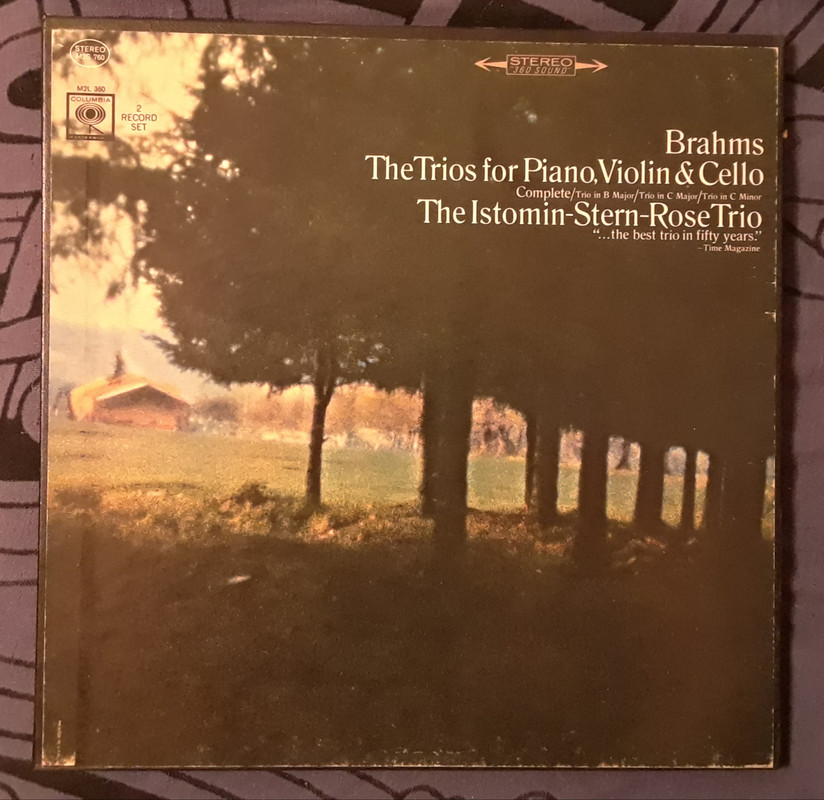 STEREO
M2S 760
M2L 360
COLUMBIA
2
RECORD
SET
STEREO
"360 SOUND"
Brahms
The Trios for Piano, Violin & Cello
Complete/Trio in B Major/Trio in C Major/Trio in C Minor
The Istomin-Stern-Rose Trio
"...the best trio in fifty years."
–Time Magazine